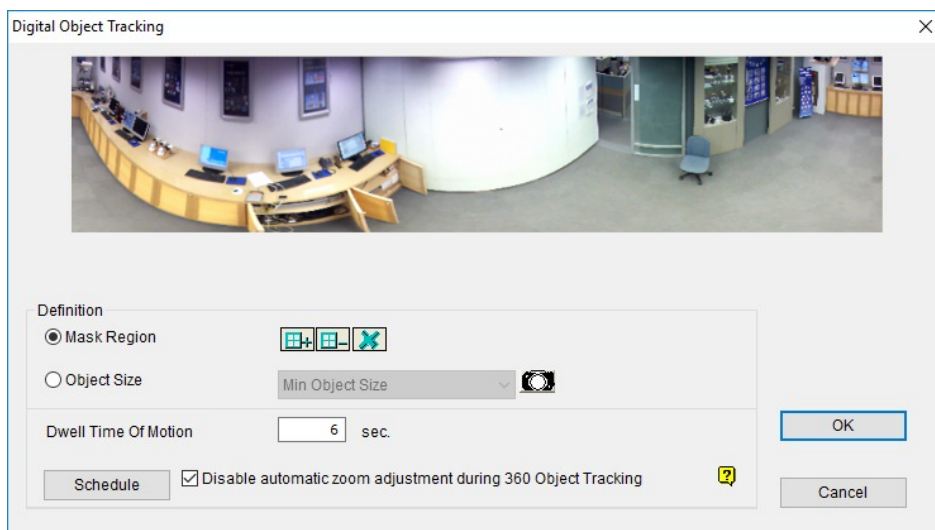 Digital Object Tracking
Definition
Mask Region
Object Size
Min Object Size
Dwell Time Of Motion
6 sec.
Schedule
Disable automatic zoom adjustment during 360 Object Tracking
?
OK
Cancel